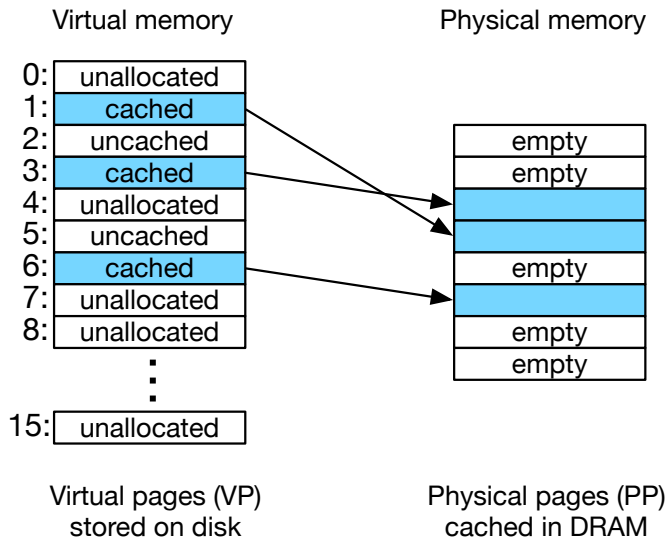 Virtual memory
0: unallocated
1: cached
2: uncached
3: cached
4: unallocated
5: uncached
6: cached
7: unallocated
8: unallocated
15: unallocated
Virtual pages (VP)
stored on disk
Physical memory
empty
empty
empty
empty
empty
Physical pages (PP)
cached in DRAM